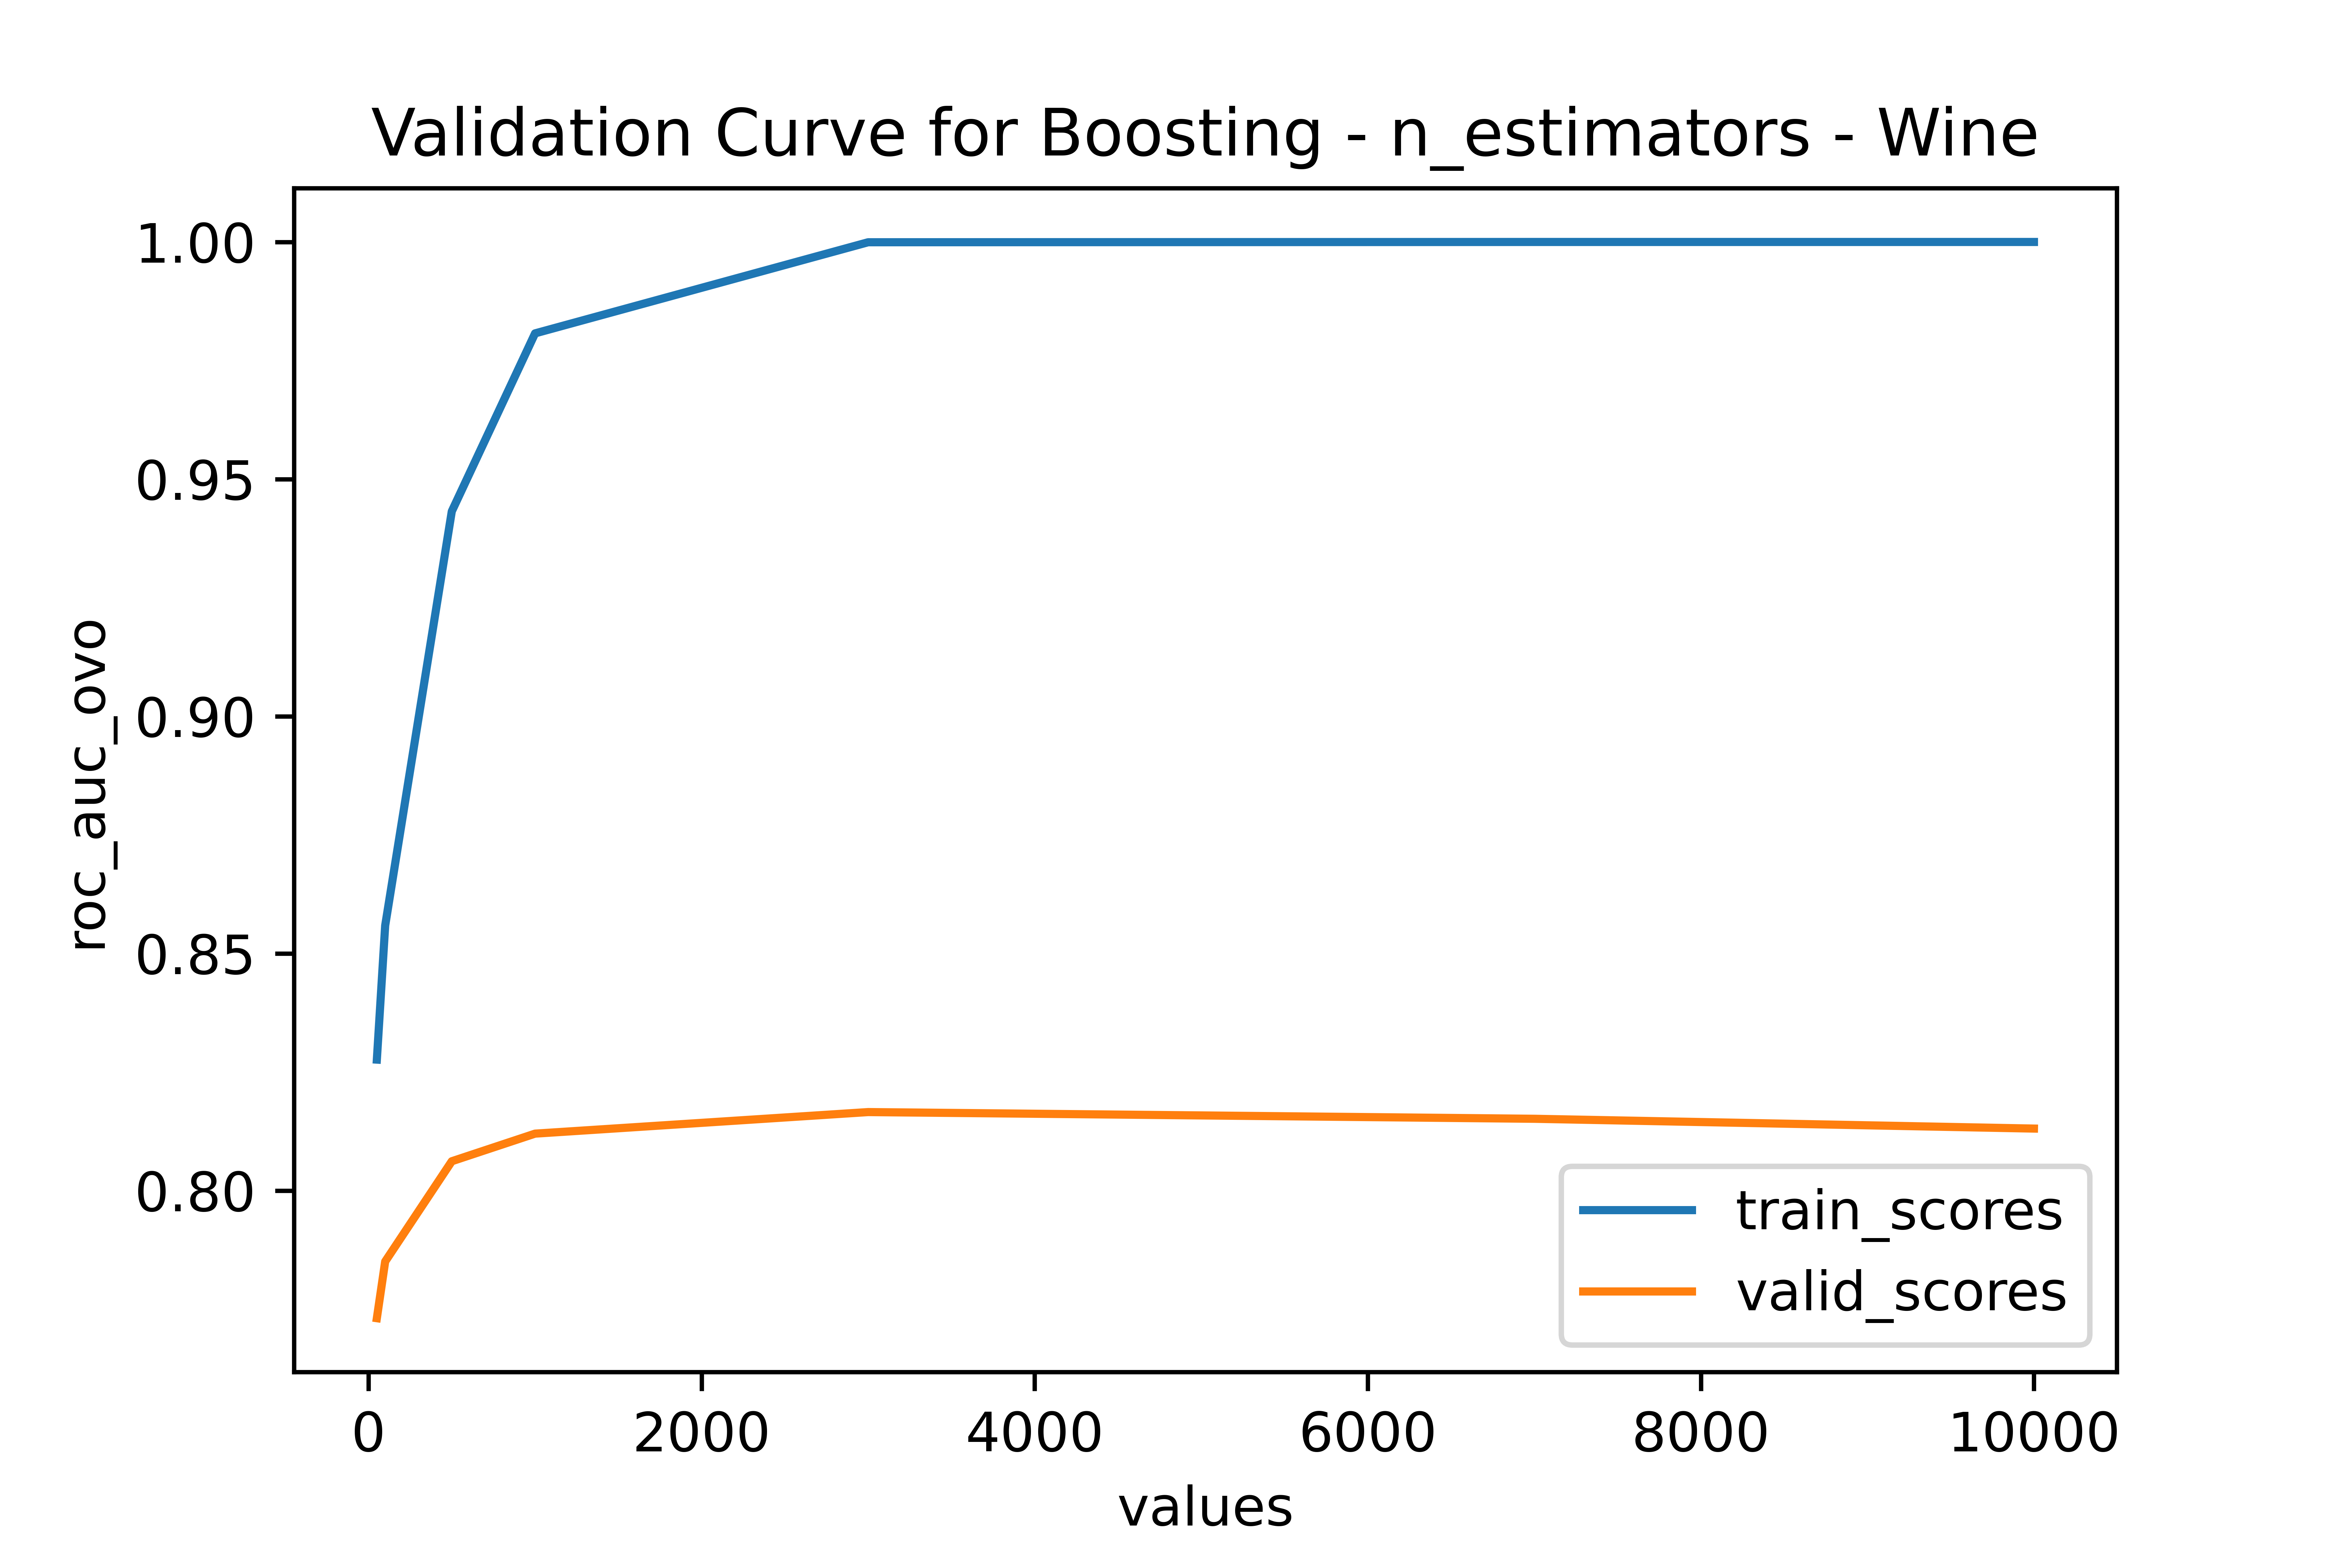 Validation Curve for Boosting - n_estimators - Wine
roc_auc_ovo
1.00
0.95
0.90
0.85
0.80
train_scores
valid_scores
0 2000 4000 6000 8000 10000
values